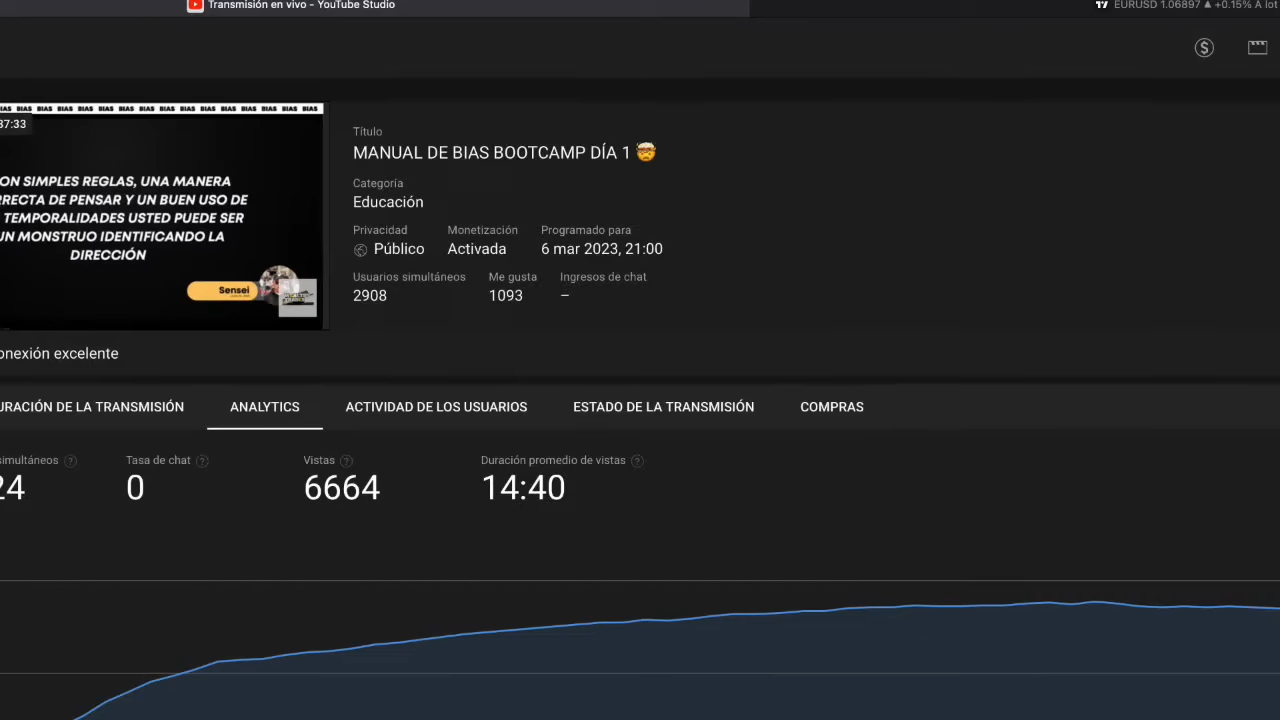 Transmisión en vivo - YouTube Studio
EURUSD 1.06897 ▲ +0.15% A lot
BIAS BIAS BIAS BIAS BIAS BIAS BIAS BIAS BIAS BIAS BIAS BIAS BIAS BIAS
37:33
ON SIMPLES REGLAS, UNA MANERA
RRECTA DE PENSAR Y UN BUEN USO DE
TEMPORALIDADES USTED PUEDE SER
UN MONSTRUO IDENTIFICANDO LA
DIRECCIÓN
Sensei
Título
MANUAL DE BIAS BOOTCAMP DÍA 1 🤯
Categoría
Educación
Privacidad Monetización Programado para
Público Activada 6 mar 2023, 21:00
Usuarios simultáneos Me gusta Ingresos de chat
2908 1093 –
onexión excelente
URACIÓN DE LA TRANSMISIÓN ANALYTICS ACTIVIDAD DE LOS USUARIOS ESTADO DE LA TRANSMISIÓN COMPRAS
simultáneos Tasa de chat Vistas Duración promedio de vistas
24 0 6664 14:40